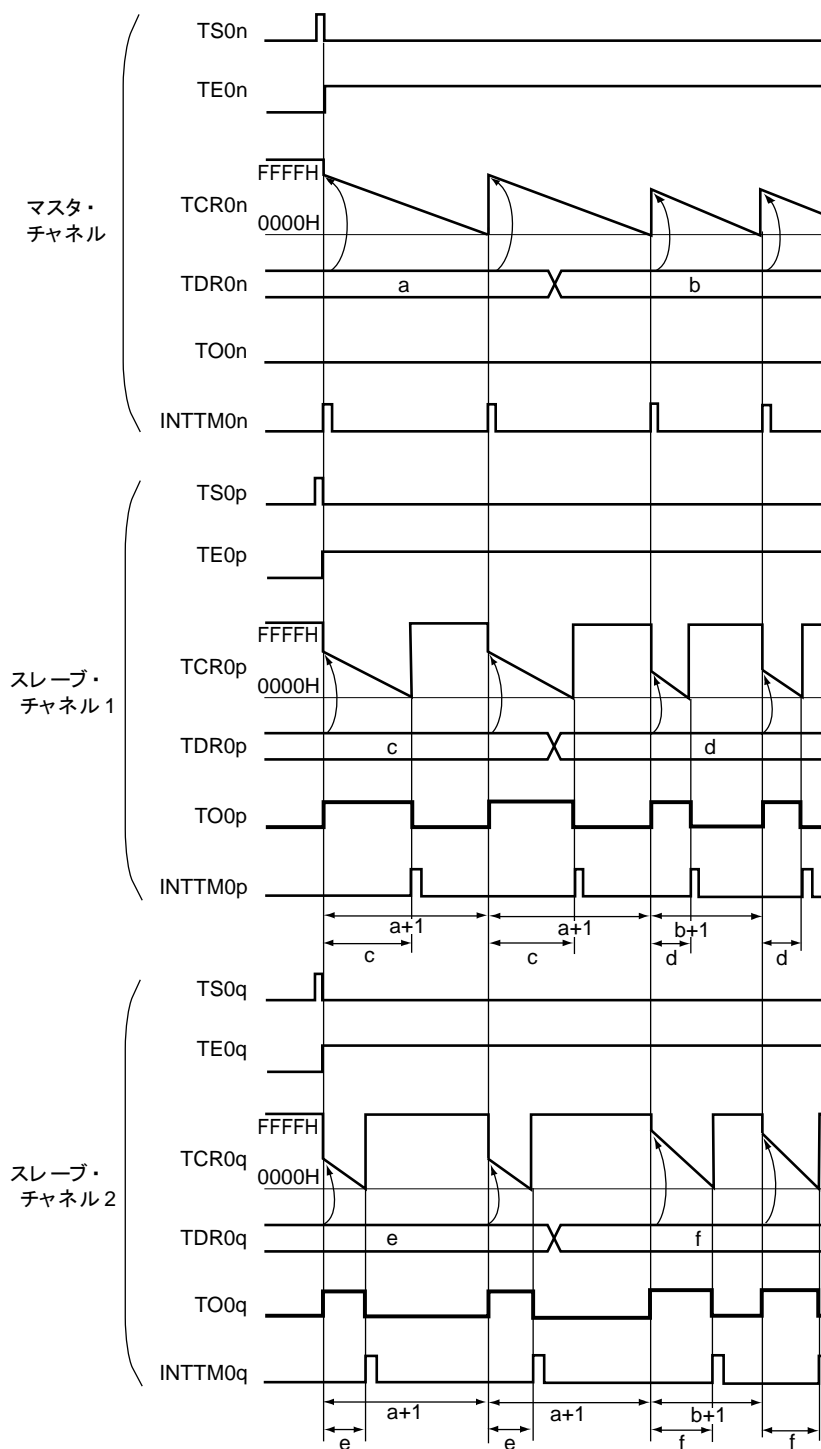 TS0n
TE0n
FFFFH
マスタ・
チャネル
TCR0n
0000H
TDR0n
a
b
TO0n
INTTM0n
TS0p
TE0p
FFFFH
スレーブ・
チャネル 1
TCR0p
0000H
TDR0p
c
d
TO0p
INTTM0p
a+1
a+1
b+1
c
c
d
d
TS0q
TE0q
FFFFH
スレーブ・
チャネル 2
TCR0q
0000H
TDR0q
e
f
TO0q
INTTM0q
a+1
a+1
b+1
e
e
f
f